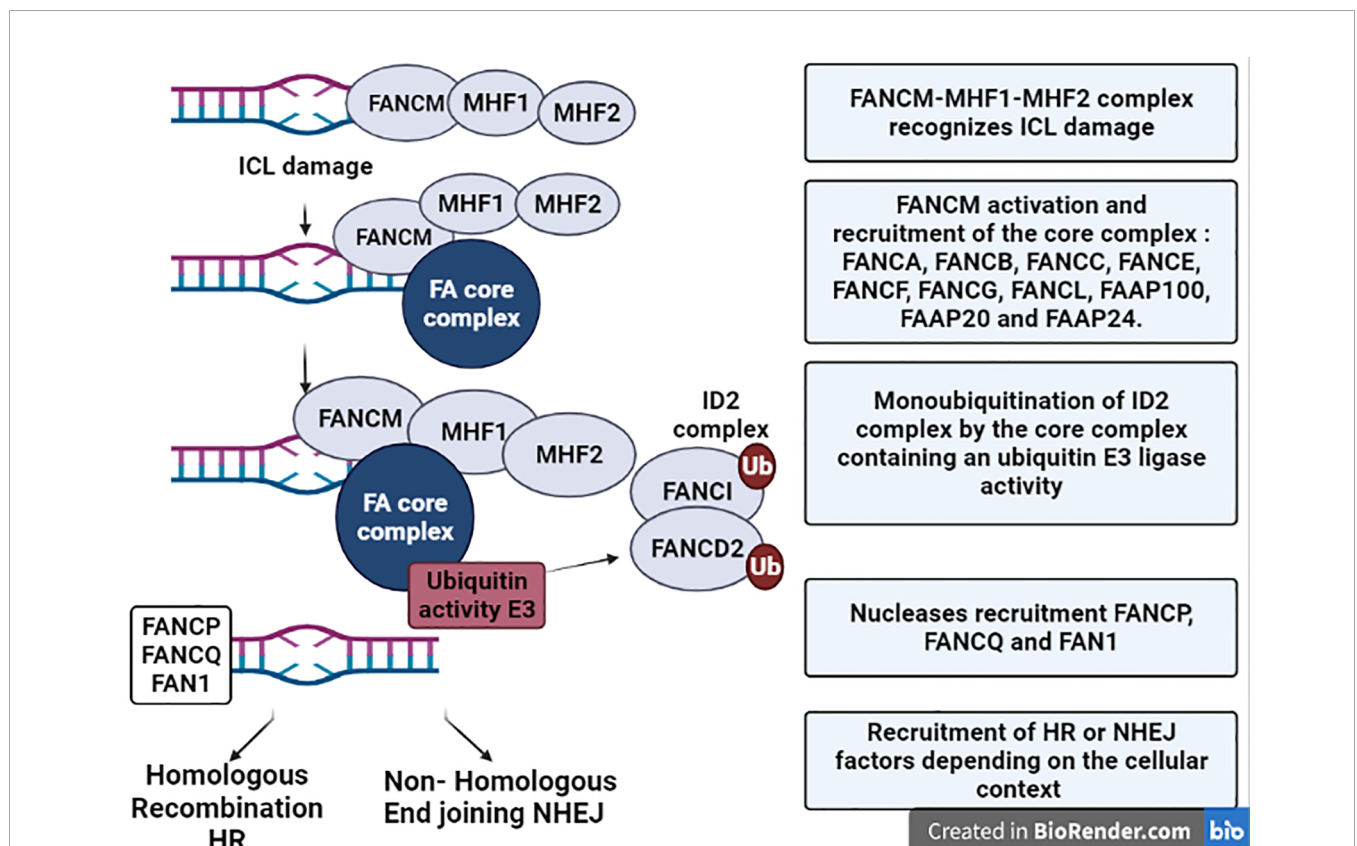 FANCM
MHF1
MHF2
FANCM-MHF1-MHF2 complex
recognizes ICL damage
ICL damage
FANCM
MHF1
MHF2
FA core
complex
FANCM activation and
recruitment of the core complex :
FANCA, FANCB, FANCC, FANCE,
FANCF, FANCG, FANCL, FAAP100,
FAAP20 and FAAP24.
FANCM
MHF1
MHF2
ID2
complex
Ub
FANCI
FANCD2
Ub
FA core
complex
Ubiquitin
activity E3
Monoubiquitination of ID2
complex by the core complex
containing an ubiquitin E3 ligase
activity
FANCP
FANCQ
FAN1
Nucleases recruitment FANCP,
FANCQ and FAN1
Homologous
Recombination
HR
Non- Homologous
End joining NHEJ
Recruitment of HR or NHEJ
factors depending on the cellular
context
Created in BioRender.com bio